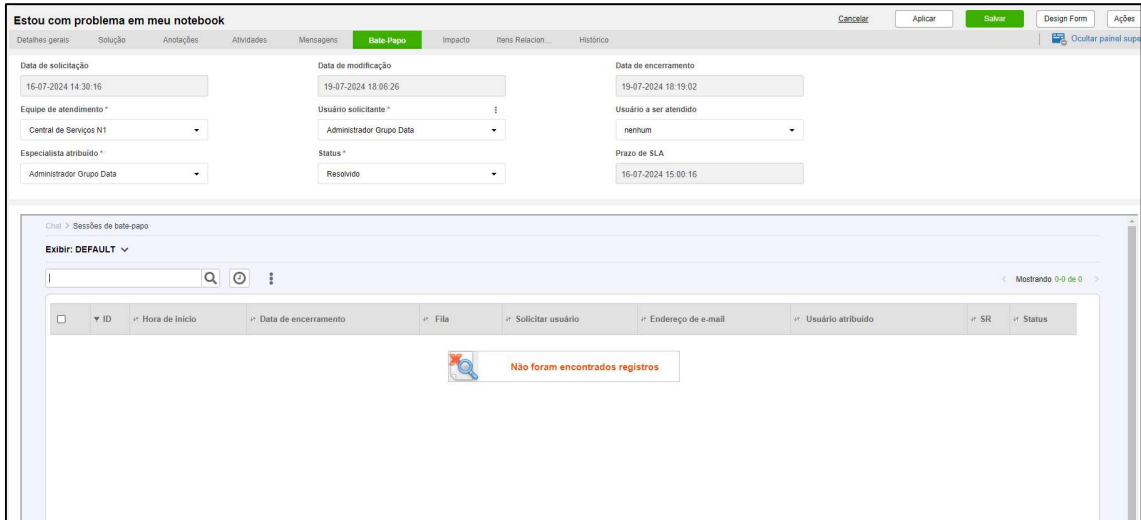 Estou com problema em meu notebook
Cancelar Aplicar Salvar Design Form Ações
Detalhes gerais Solução Anotações Atividades Mensagens Bate-Papo Impacto Itens Relacion... Histórico Ocultar painel supe
Data de solicitação Data de modificação Data de encerramento
16-07-2024 14:30:16 19-07-2024 18:06:26 19-07-2024 18:19:02
Equipe de atendimento * Usuário solicitante * Usuário a ser atendido
Central de Serviços N1 Administrador Grupo Data nenhum
Especialista atribuído * Status * Prazo de SLA
Administrador Grupo Data Resolvido 16-07-2024 15:00:16
Chat > Sessões de bate-papo
Exibir: DEFAULT
Mostrando 0-0 de 0
ID Hora de início Data de encerramento Fila Solicitar usuário Endereço de e-mail Usuário atribuído SR Status
Não foram encontrados registros